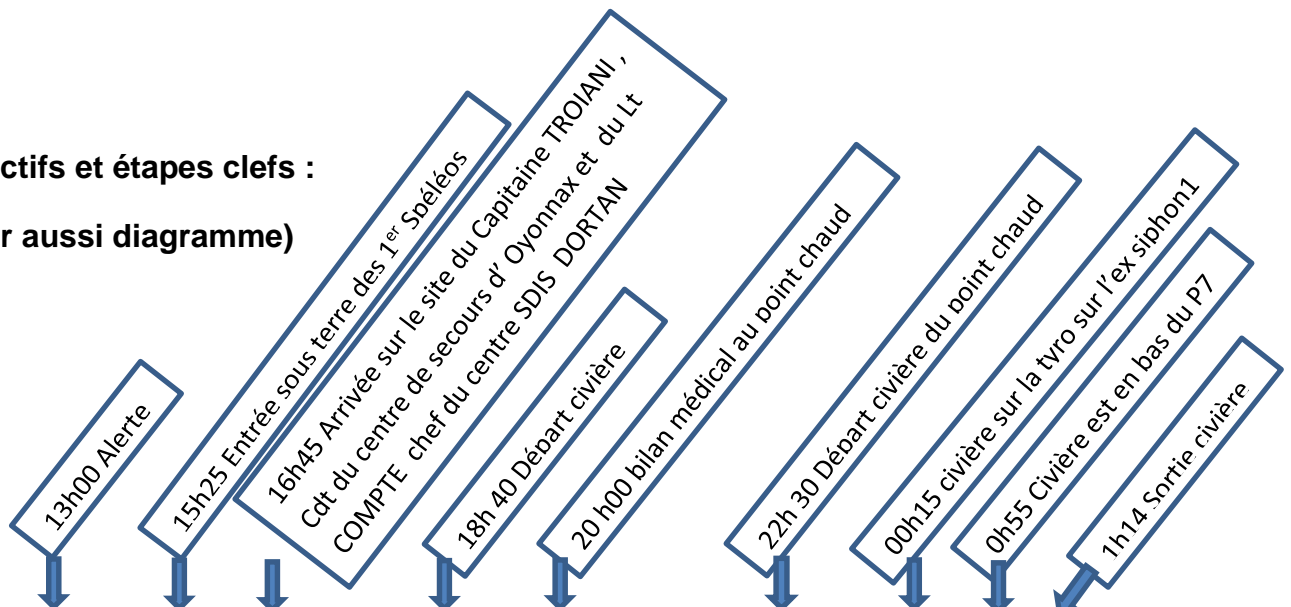 ctifs et étapes clefs :
r aussi diagramme)
13h00 Alerte
15h25 Entrée sous terre des 1er Spéléos
16h45 Arrivée sur le site du Capitaine TROIANI ,
Cdt du centre de secours d' Oyonnax et du Lt
COMPTE chef du centre SDIS DORTAN
18h 40 Départ civière
20 h00 bilan médical au point chaud
22h 30 Départ civière du point chaud
00h15 civière sur la tyro sur l'ex siphon1
0h55 Civière est en bas du P7
1h14 Sortie civière